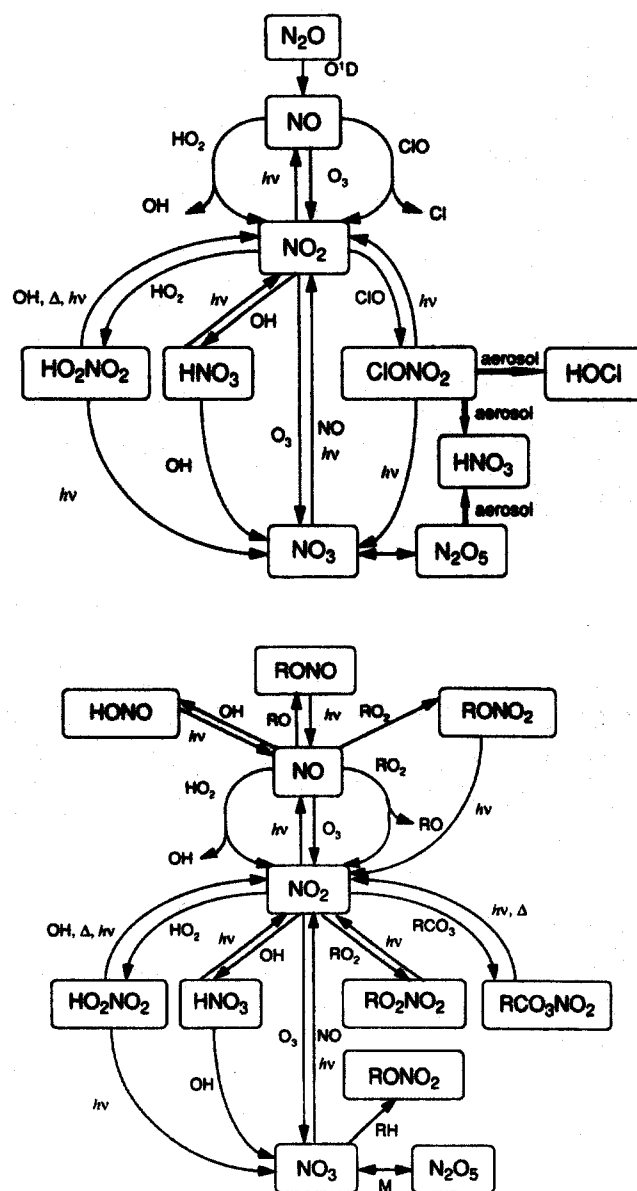 N₂O
O¹D
NO
HO₂
ClO
hν
O₃
OH
Cl
NO₂
OH, Δ, hν
HO₂
hν
OH
ClO
hν
HO₂NO₂
HNO₃
ClONO₂
aerosol
HOCl
aerosol
O₃
NO
hν
HNO₃
OH
hν
hν
aerosol
NO₃
N₂O₅
RONO
HONO
OH
hν
RO
hν
RO₂
RONO₂
NO
HO₂
RO₂
hν
O₃
RO
hν
OH
NO₂
OH, Δ, hν
HO₂
hν
OH
RO₂
hν
RCO₃
hν, Δ
HO₂NO₂
HNO₃
RO₂NO₂
RCO₃NO₂
O₃
NO
hν
RONO₂
hν
OH
RH
NO₃
M
N₂O₅